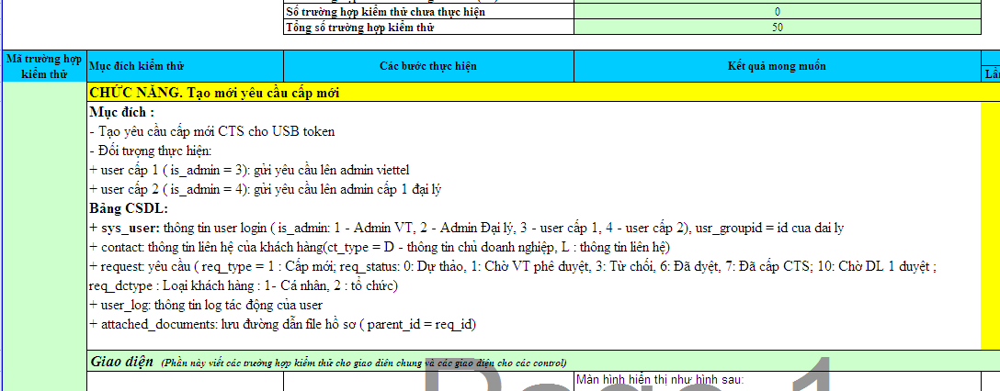 Số trường hợp kiểm thử chưa thực hiện 0
Tổng số trường hợp kiểm thử 50
Mã trường hợp kiểm thử
Mục đích kiểm thử
Các bước thực hiện
Kết quả mong muốn
CHỨC NĂNG. Tạo mới yêu cầu cấp mới
Mục đích :
- Tạo yêu cầu cấp mới CTS cho USB token
- Đối tượng thực hiện:
+ user cấp 1 ( is_admin = 3): gửi yêu cầu lên admin viettel
+ user cấp 2 ( is_admin = 4): gửi yêu cầu lên admin cấp 1 đại lý
Bảng CSDL:
+ sys_user: thông tin user login ( is_admin: 1 - Admin VT, 2 - Admin Đại lý, 3 - user cấp 1, 4 - user cấp 2), usr_groupid = id cua dai ly
+ contact: thông tin liên hệ của khách hàng(ct_type = D - thông tin chủ doanh nghiệp, L : thông tin liên hệ)
+ request: yêu cầu ( req_type = 1 : Cấp mới; req_status: 0: Dự thảo, 1: Chờ VT phê duyệt, 3: Từ chối, 6: Đã dyệt, 7: Đã cấp CTS; 10: Chờ DL 1 duyệt ;
req_dctype : Loại khách hàng : 1- Cá nhân, 2 : tổ chức)
+ user_log: thông tin log tác động của user
+ attached_documents: lưu đường dẫn file hồ sơ ( parent_id = req_id)
Giao diện (Phần này viết các trường hợp kiểm thử cho giao diên chung và các giao diện cho các control)
Màn hình hiển thị như hình sau:
Page 1